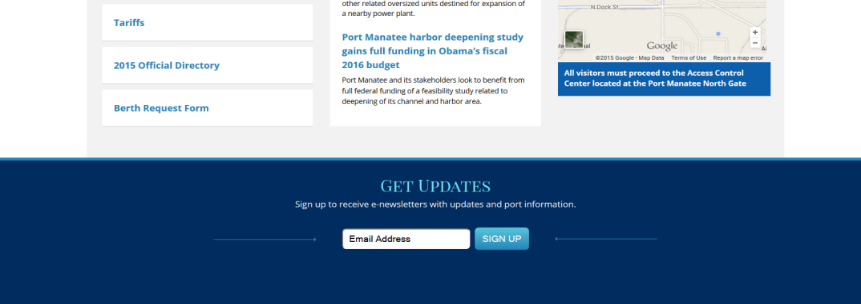 other related oversized units destined for expansion of
a nearby power plant.
Tariffs
Port Manatee harbor deepening study
gains full funding in Obama's fiscal
2016 budget
2015 Official Directory
Port Manatee and its stakeholders look to benefit from
full federal funding of a feasibility study related to
deepening of its channel and harbor area.
Berth Request Form
N Dock St
+
−
Google
©2015 Google - Map Data Terms of Use Report a map error
All visitors must proceed to the Access Control
Center located at the Port Manatee North Gate
GET UPDATES
Sign up to receive e-newsletters with updates and port information.
Email Address SIGN UP